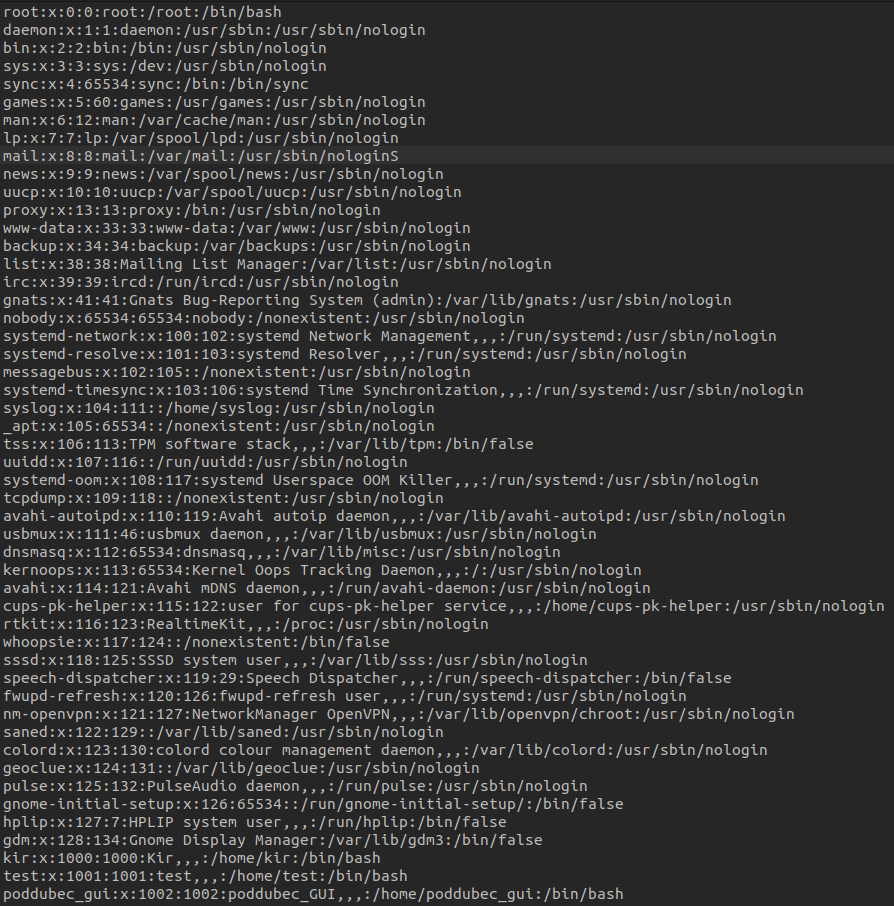 root:x:0:0:root:/root:/bin/bash
daemon:x:1:1:daemon:/usr/sbin:/usr/sbin/nologin
bin:x:2:2:bin:/bin:/usr/sbin/nologin
sys:x:3:3:sys:/dev:/usr/sbin/nologin
sync:x:4:65534:sync:/bin:/bin/sync
games:x:5:60:games:/usr/games:/usr/sbin/nologin
man:x:6:12:man:/var/cache/man:/usr/sbin/nologin
lp:x:7:7:lp:/var/spool/lpd:/usr/sbin/nologin
mail:x:8:8:mail:/var/mail:/usr/sbin/nologinS
news:x:9:9:news:/var/spool/news:/usr/sbin/nologin
uucp:x:10:10:uucp:/var/spool/uucp:/usr/sbin/nologin
proxy:x:13:13:proxy:/bin:/usr/sbin/nologin
www-data:x:33:33:www-data:/var/www:/usr/sbin/nologin
backup:x:34:34:backup:/var/backups:/usr/sbin/nologin
list:x:38:38:Mailing List Manager:/var/list:/usr/sbin/nologin
irc:x:39:39:ircd:/run/ircd:/usr/sbin/nologin
gnats:x:41:41:Gnats Bug-Reporting System (admin):/var/lib/gnats:/usr/sbin/nologin
nobody:x:65534:65534:nobody:/nonexistent:/usr/sbin/nologin
systemd-network:x:100:102:systemd Network Management,,,:/run/systemd:/usr/sbin/nologin
systemd-resolve:x:101:103:systemd Resolver,,,:/run/systemd:/usr/sbin/nologin
messagebus:x:102:105::/nonexistent:/usr/sbin/nologin
systemd-timesync:x:103:106:systemd Time Synchronization,,,:/run/systemd:/usr/sbin/nologin
syslog:x:104:111::/home/syslog:/usr/sbin/nologin
_apt:x:105:65534::/nonexistent:/usr/sbin/nologin
tss:x:106:113:TPM software stack,,,:/var/lib/tpm:/bin/false
uuidd:x:107:116::/run/uuidd:/usr/sbin/nologin
systemd-oom:x:108:117:systemd Userspace OOM Killer,,,:/run/systemd:/usr/sbin/nologin
tcpdump:x:109:118::/nonexistent:/usr/sbin/nologin
avahi-autoipd:x:110:119:Avahi autoip daemon,,,:/var/lib/avahi-autoipd:/usr/sbin/nologin
usbmux:x:111:46:usbmux daemon,,,:/var/lib/usbmux:/usr/sbin/nologin
dnsmasq:x:112:65534:dnsmasq,,,:/var/lib/misc:/usr/sbin/nologin
kernoops:x:113:65534:Kernel Oops Tracking Daemon,,,:/:/usr/sbin/nologin
avahi:x:114:121:Avahi mDNS daemon,,,:/run/avahi-daemon:/usr/sbin/nologin
cups-pk-helper:x:115:122:user for cups-pk-helper service,,,:/home/cups-pk-helper:/usr/sbin/nologin
rtkit:x:116:123:RealtimeKit,,,:/proc:/usr/sbin/nologin
whoopsie:x:117:124::/nonexistent:/bin/false
sssd:x:118:125:SSSD system user,,,:/var/lib/sss:/usr/sbin/nologin
speech-dispatcher:x:119:29:Speech Dispatcher,,,:/run/speech-dispatcher:/bin/false
fwupd-refresh:x:120:126:fwupd-refresh user,,,:/run/systemd:/usr/sbin/nologin
nm-openvpn:x:121:127:NetworkManager OpenVPN,,,:/var/lib/openvpn/chroot:/usr/sbin/nologin
saned:x:122:129::/var/lib/saned:/usr/sbin/nologin
colord:x:123:130:colord colour management daemon,,,:/var/lib/colord:/usr/sbin/nologin
geoclue:x:124:131::/var/lib/geoclue:/usr/sbin/nologin
pulse:x:125:132:PulseAudio daemon,,,:/run/pulse:/usr/sbin/nologin
gnome-initial-setup:x:126:65534::/run/gnome-initial-setup/:/bin/false
hplip:x:127:7:HPLIP system user,,,:/run/hplip:/bin/false
gdm:x:128:134:Gnome Display Manager:/var/lib/gdm3:/bin/false
kir:x:1000:1000:Kir,,,:/home/kir:/bin/bash
test:x:1001:1001:test,,,:/home/test:/bin/bash
poddubec_gui:x:1002:1002:poddubec_GUI,,,:/home/poddubec_gui:/bin/bash